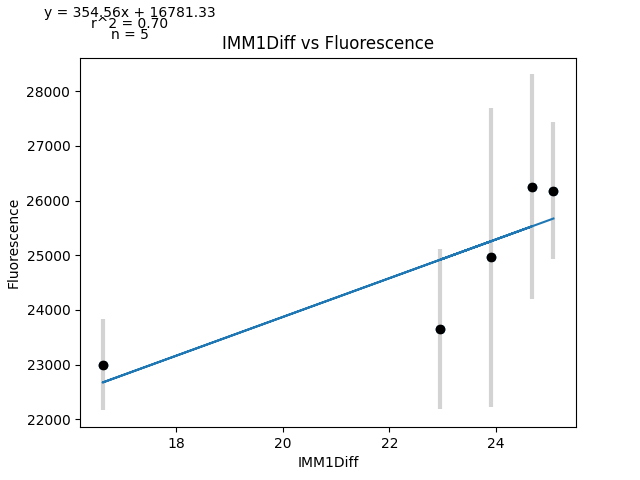 y = 354.56x + 16781.33
r^2 = 0.70
n = 5
IMM1Diff vs Fluorescence
28000
27000
26000
25000
24000
23000
22000
Fluorescence
18
20
22
24
IMM1Diff